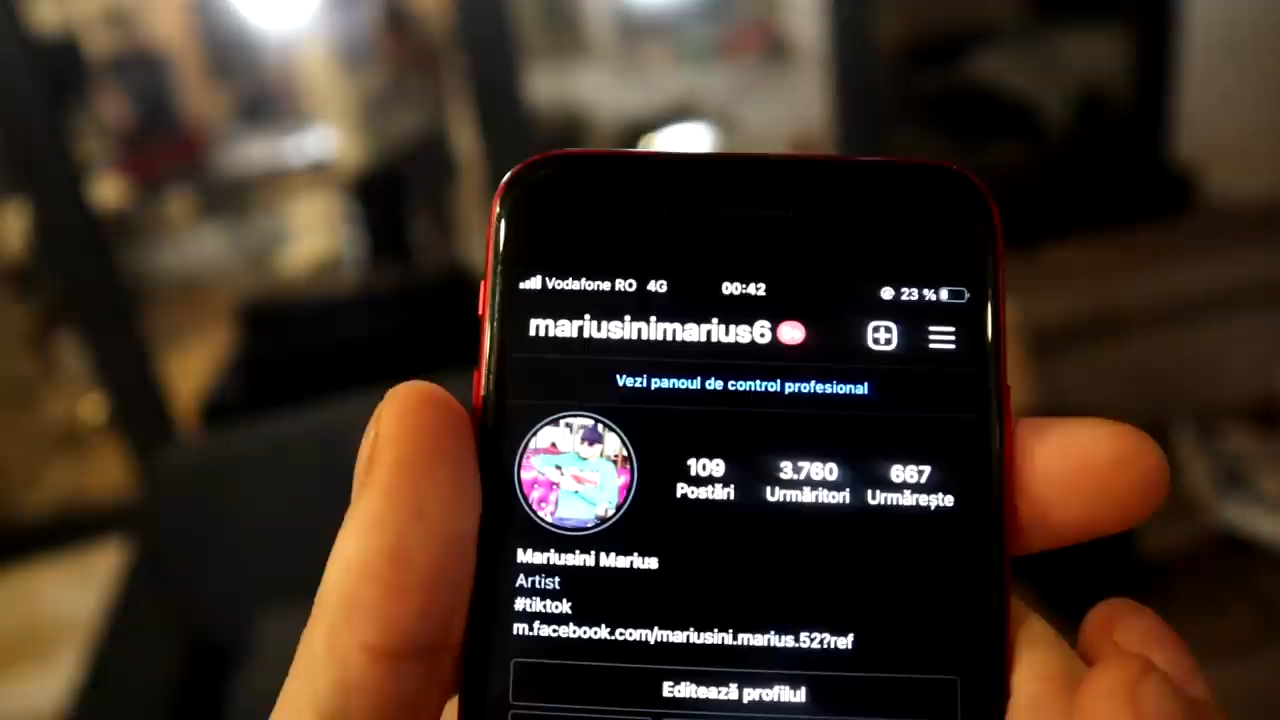 Vodafone RO 4G 00:42 23 %
mariusinimarius6 9+
Vezi panoul de control profesional
109 3.760 667
Postări Urmăritori Urmărește
Mariusini Marius
Artist
#tiktok
m.facebook.com/mariusini.marius.52?ref
Editează profilul